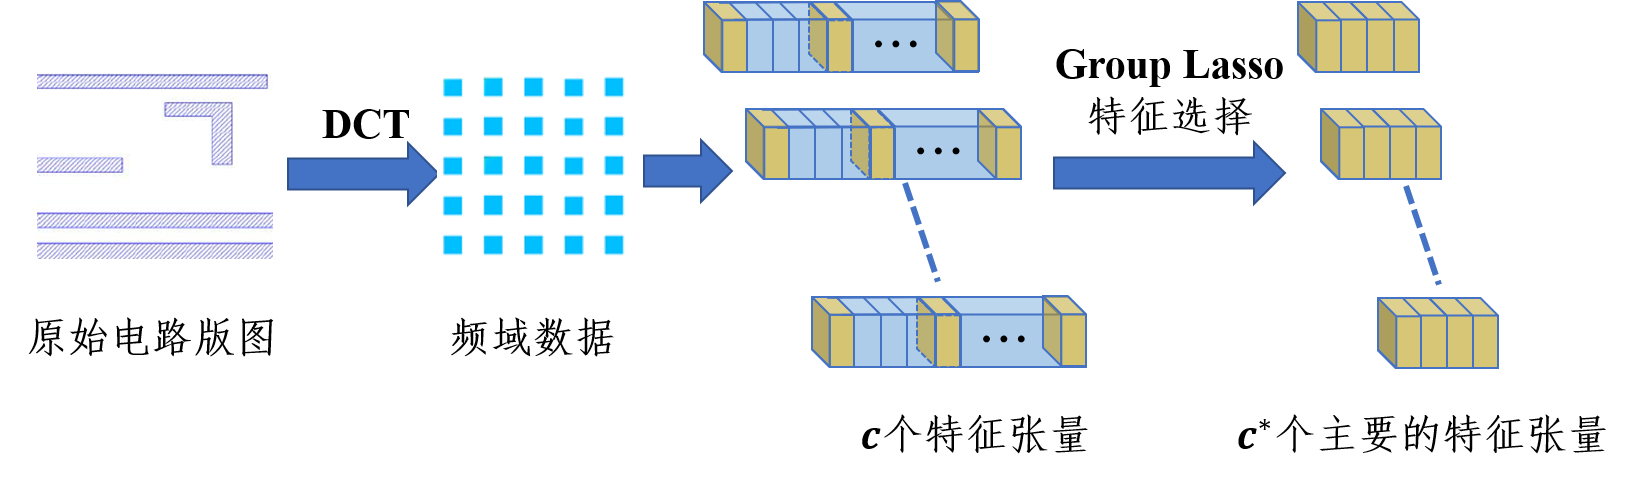 DCT
Group Lasso
特征选择
...
...
...
原始电路版图
频域数据
c个特征张量
c*个主要的特征张量